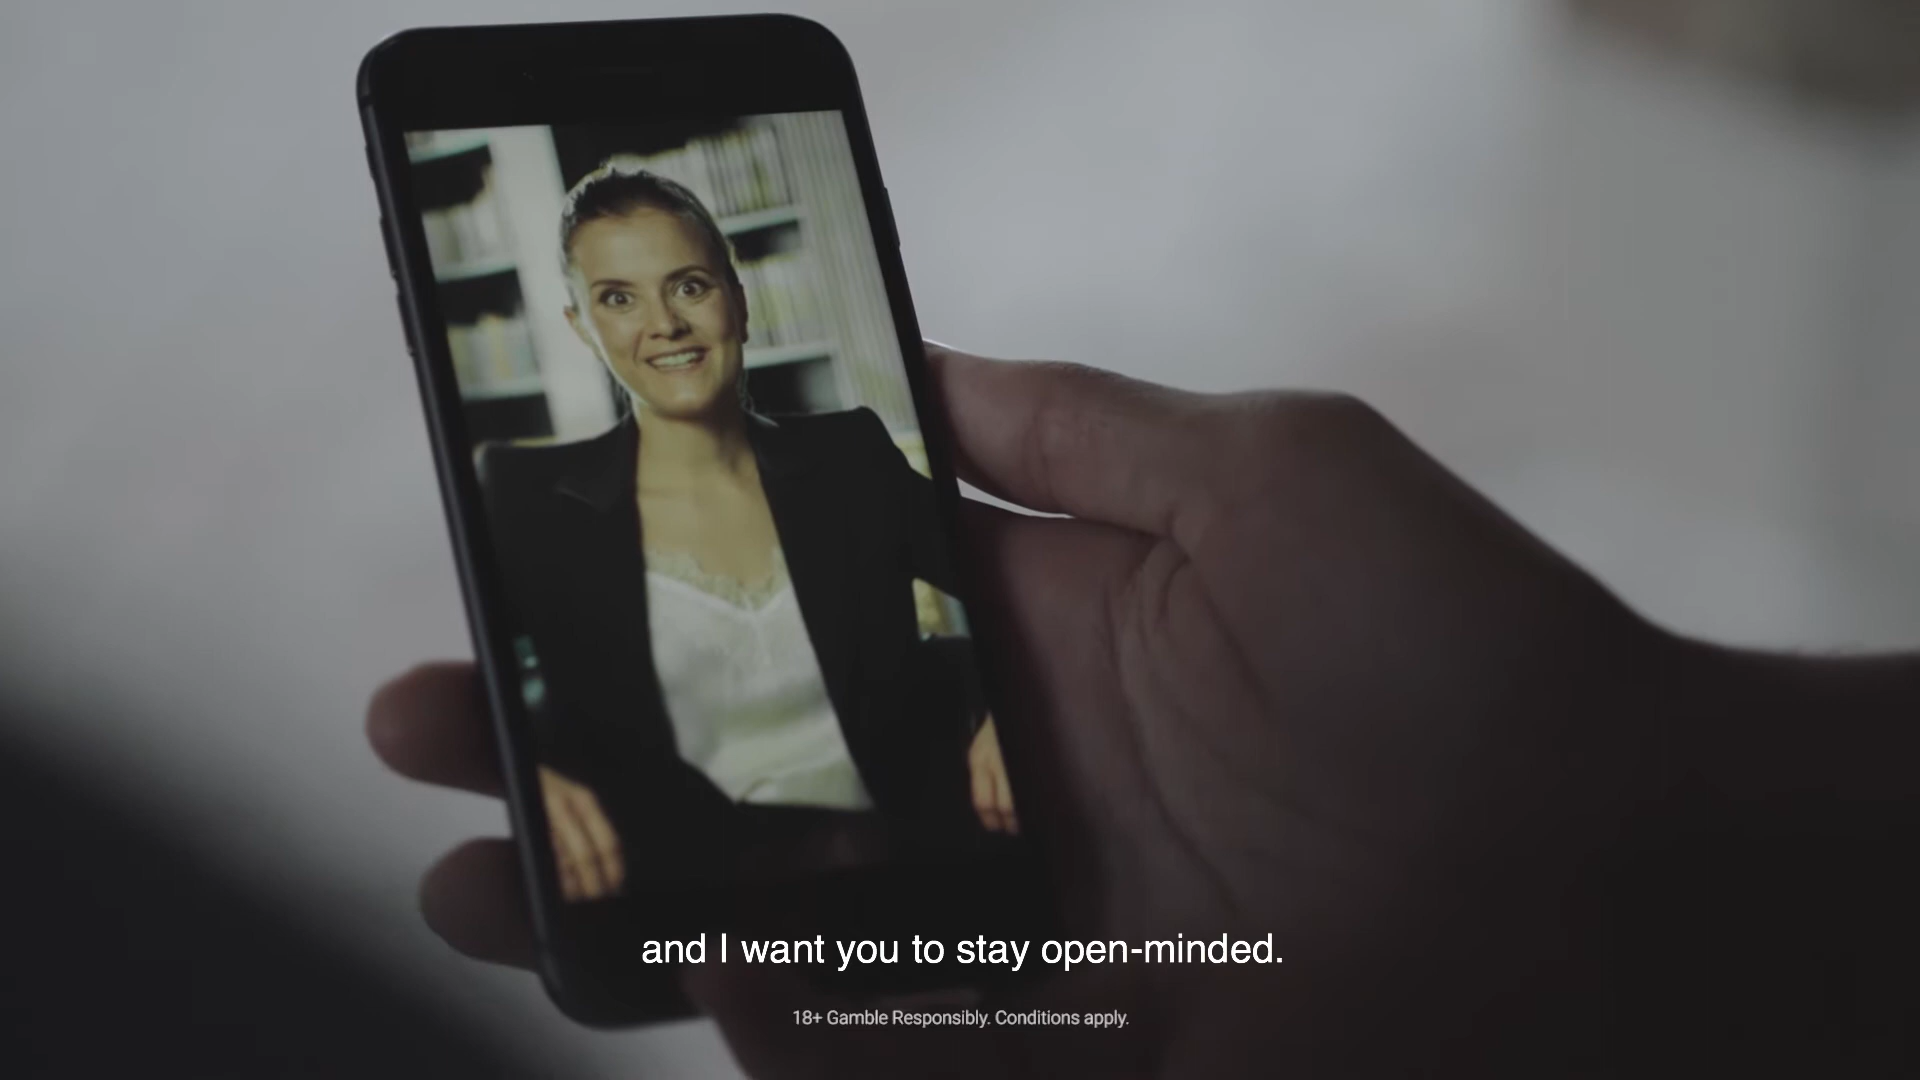 and I want you to stay open-minded.
18+ Gamble Responsibly. Conditions apply.